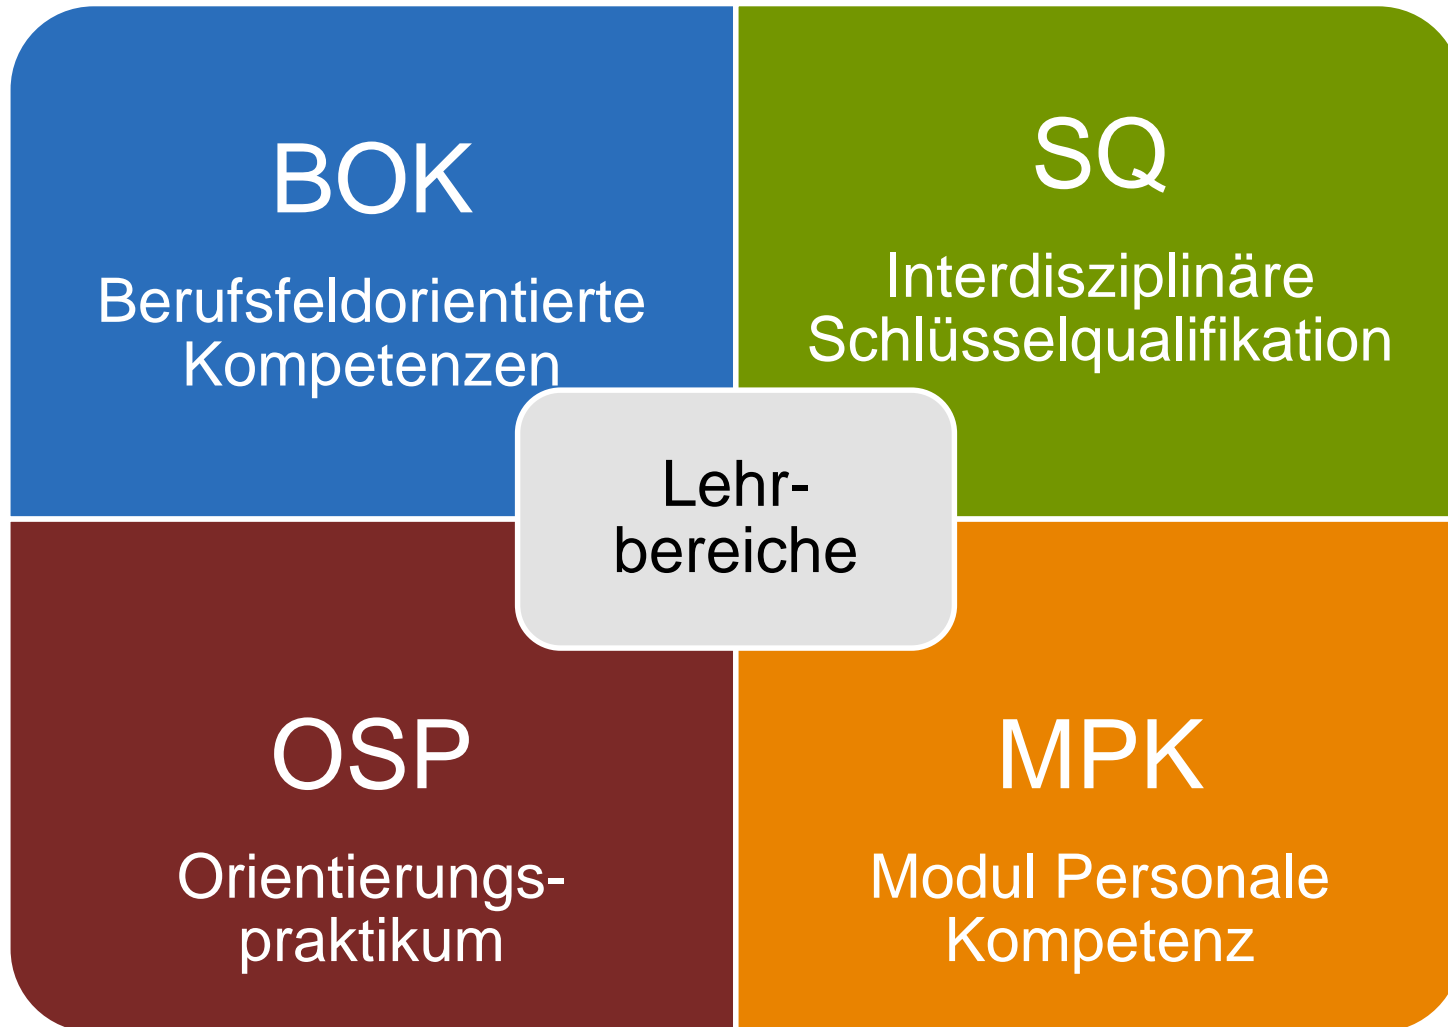 BOK
Berufsfeldorientierte
Kompetenzen
SQ
Interdisziplinäre
Schlüsselqualifikation
Lehr-
bereiche
OSP
Orientierungs-
praktikum
MPK
Modul Personale
Kompetenz